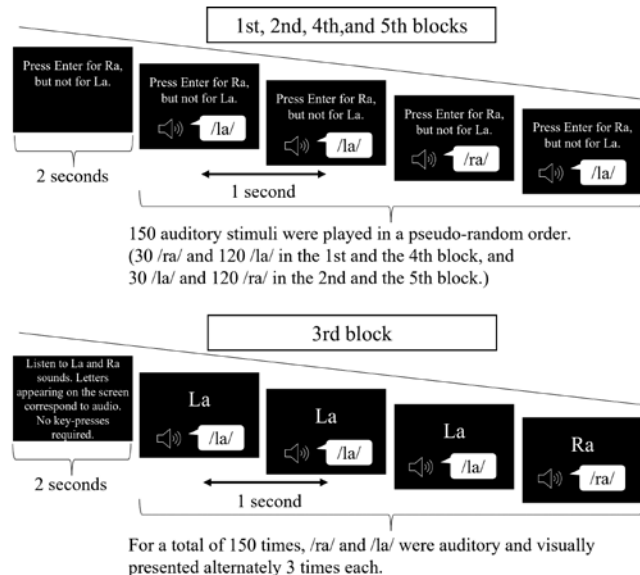 1st, 2nd, 4th,and 5th blocks
Press Enter for Ra,
but not for La.
Press Enter for Ra,
but not for La.
/la/
Press Enter for Ra,
but not for La.
/la/
Press Enter for Ra,
but not for La.
/ra/
Press Enter for Ra,
but not for La.
/la/
2 seconds
1 second
150 auditory stimuli were played in a pseudo-random order.
(30 /ra/ and 120 /la/ in the 1st and the 4th block, and
30 /la/ and 120 /ra/ in the 2nd and the 5th block.)
3rd block
Listen to La and Ra
sounds. Letters
appearing on the screen
correspond to audio.
No key-presses
required.
La
/la/
La
/la/
La
/la/
Ra
/ra/
2 seconds
1 second
For a total of 150 times, /ra/ and /la/ were auditory and visually
presented alternately 3 times each.